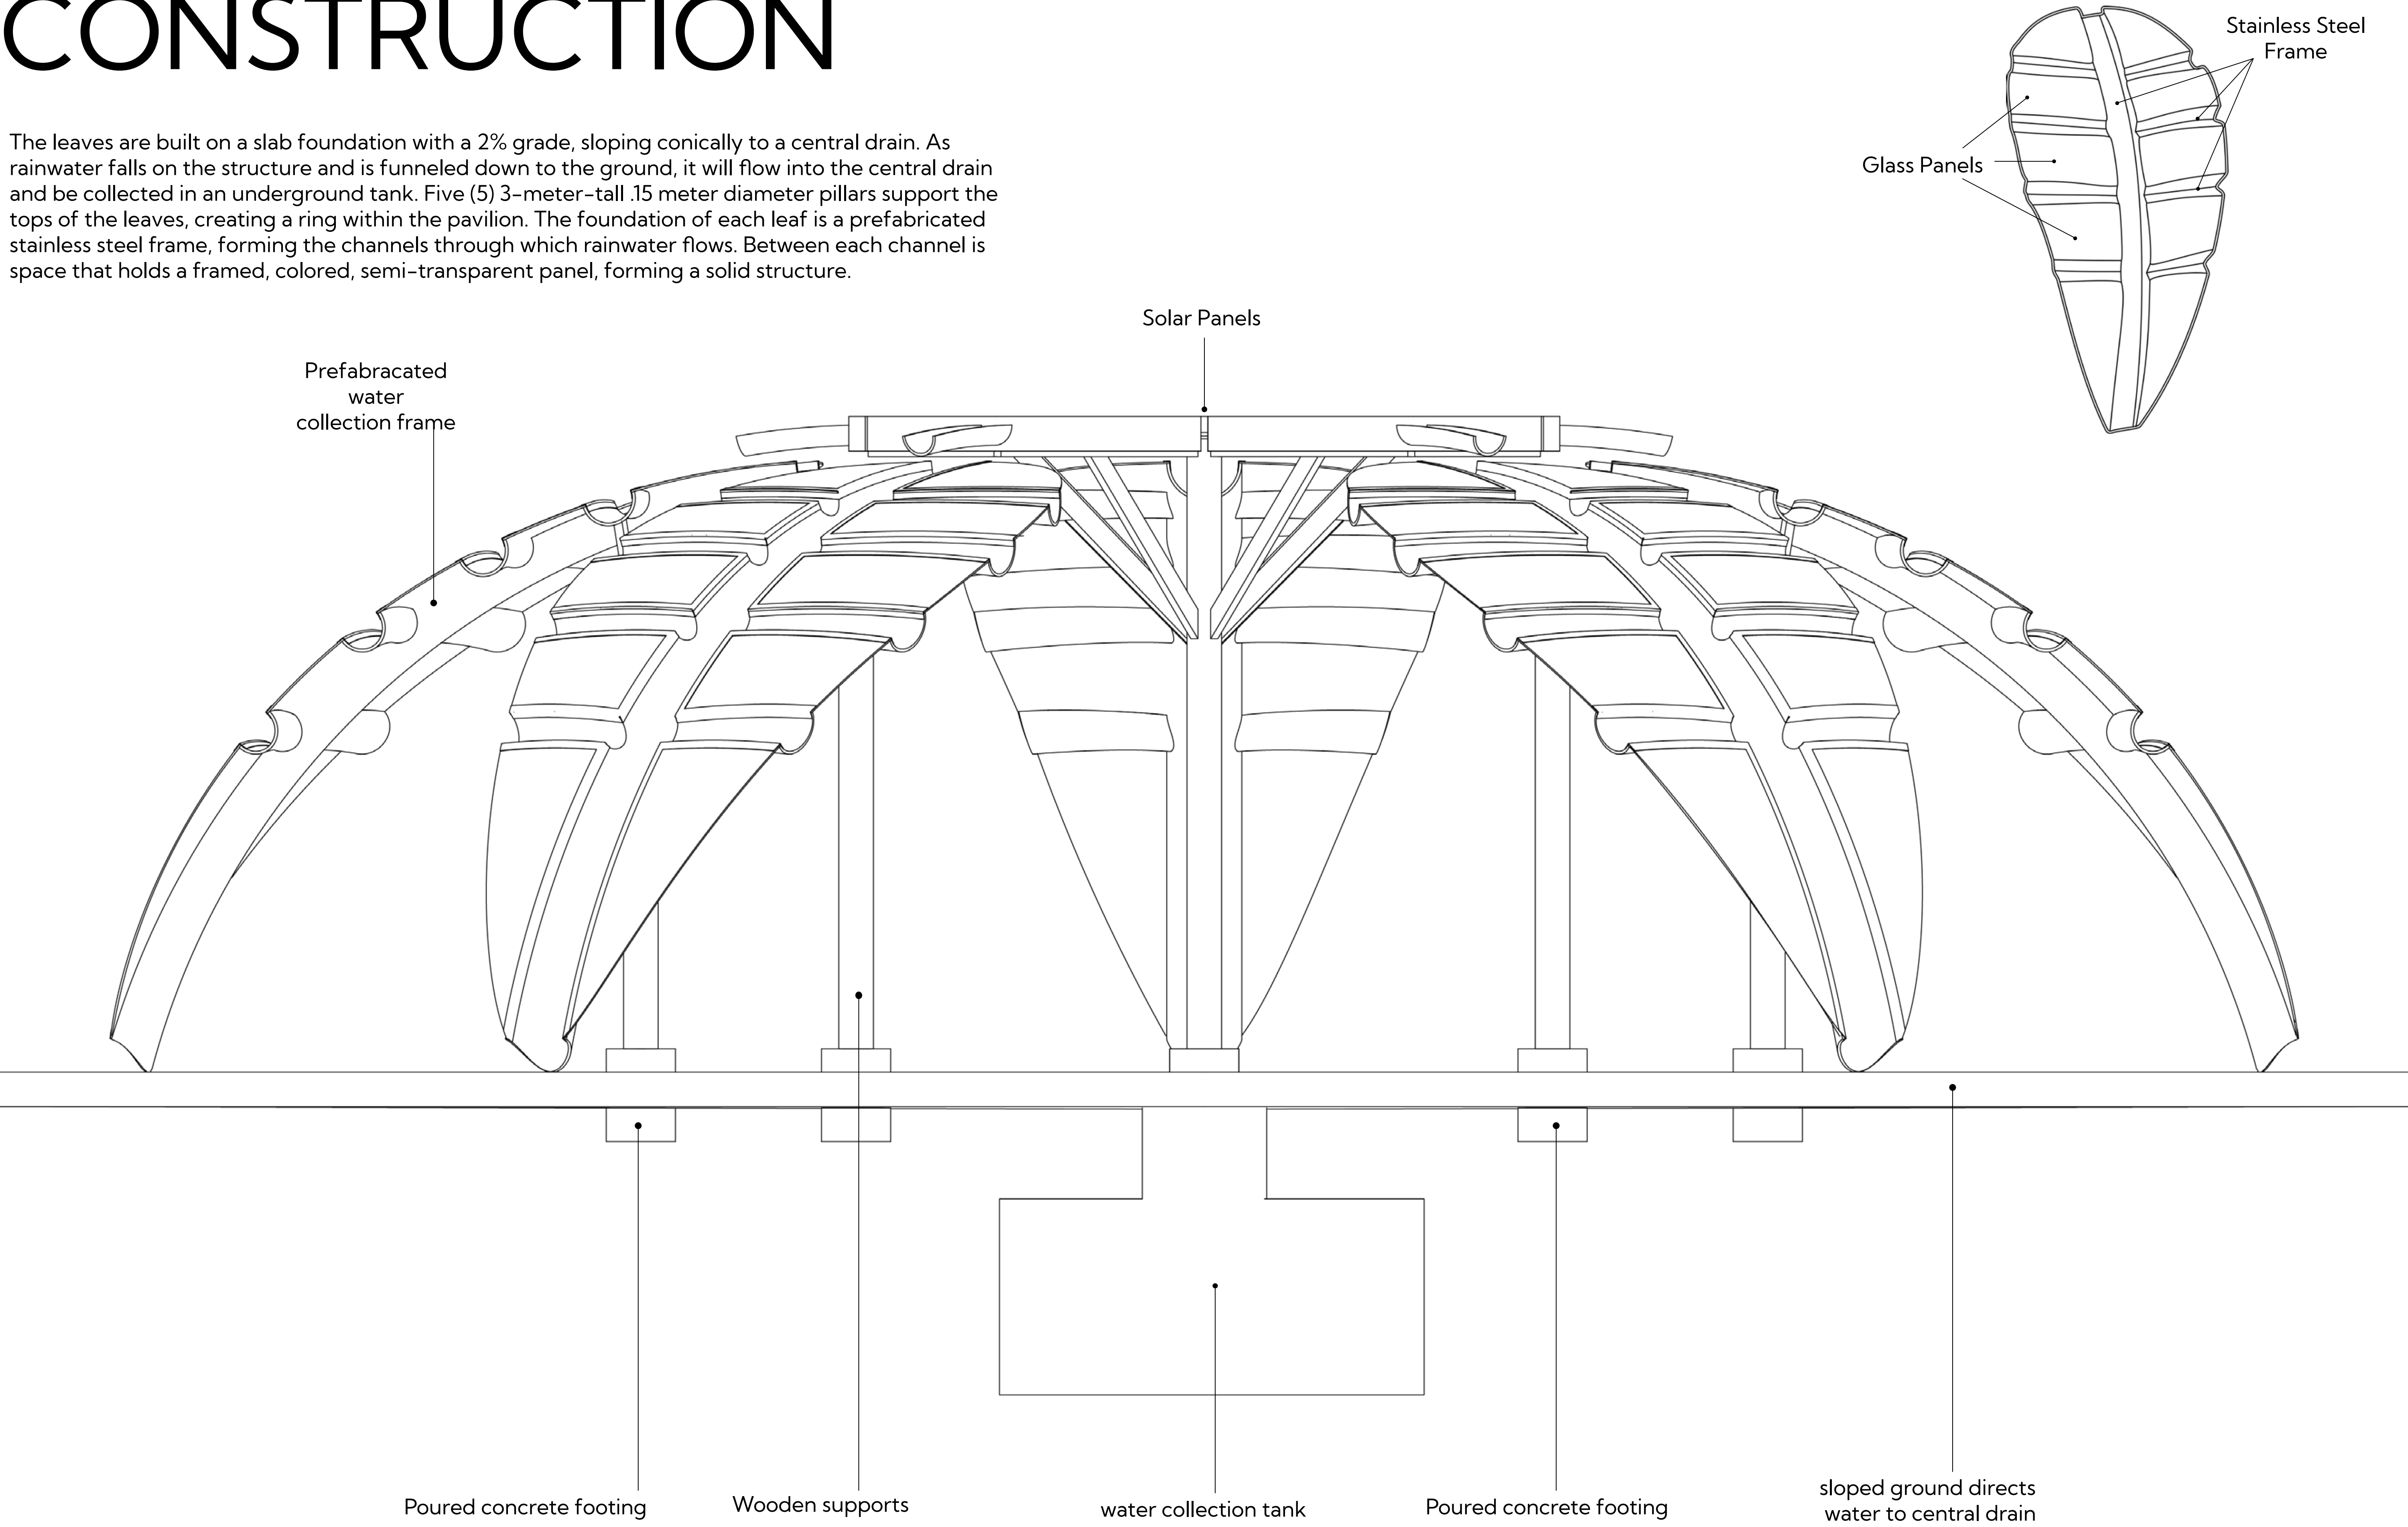 CONSTRUCTION
The leaves are built on a slab foundation with a 2% grade, sloping conically to a central drain. As
rainwater falls on the structure and is funneled down to the ground, it will flow into the central drain
and be collected in an underground tank. Five (5) 3-meter-tall .15 meter diameter pillars support the
tops of the leaves, creating a ring within the pavilion. The foundation of each leaf is a prefabricated
stainless steel frame, forming the channels through which rainwater flows. Between each channel is
space that holds a framed, colored, semi-transparent panel, forming a solid structure.
Stainless Steel
Frame
Glass Panels
Solar Panels
Prefabracated
water
collection frame
Poured concrete footing
Wooden supports
water collection tank
Poured concrete footing
sloped ground directs
water to central drain